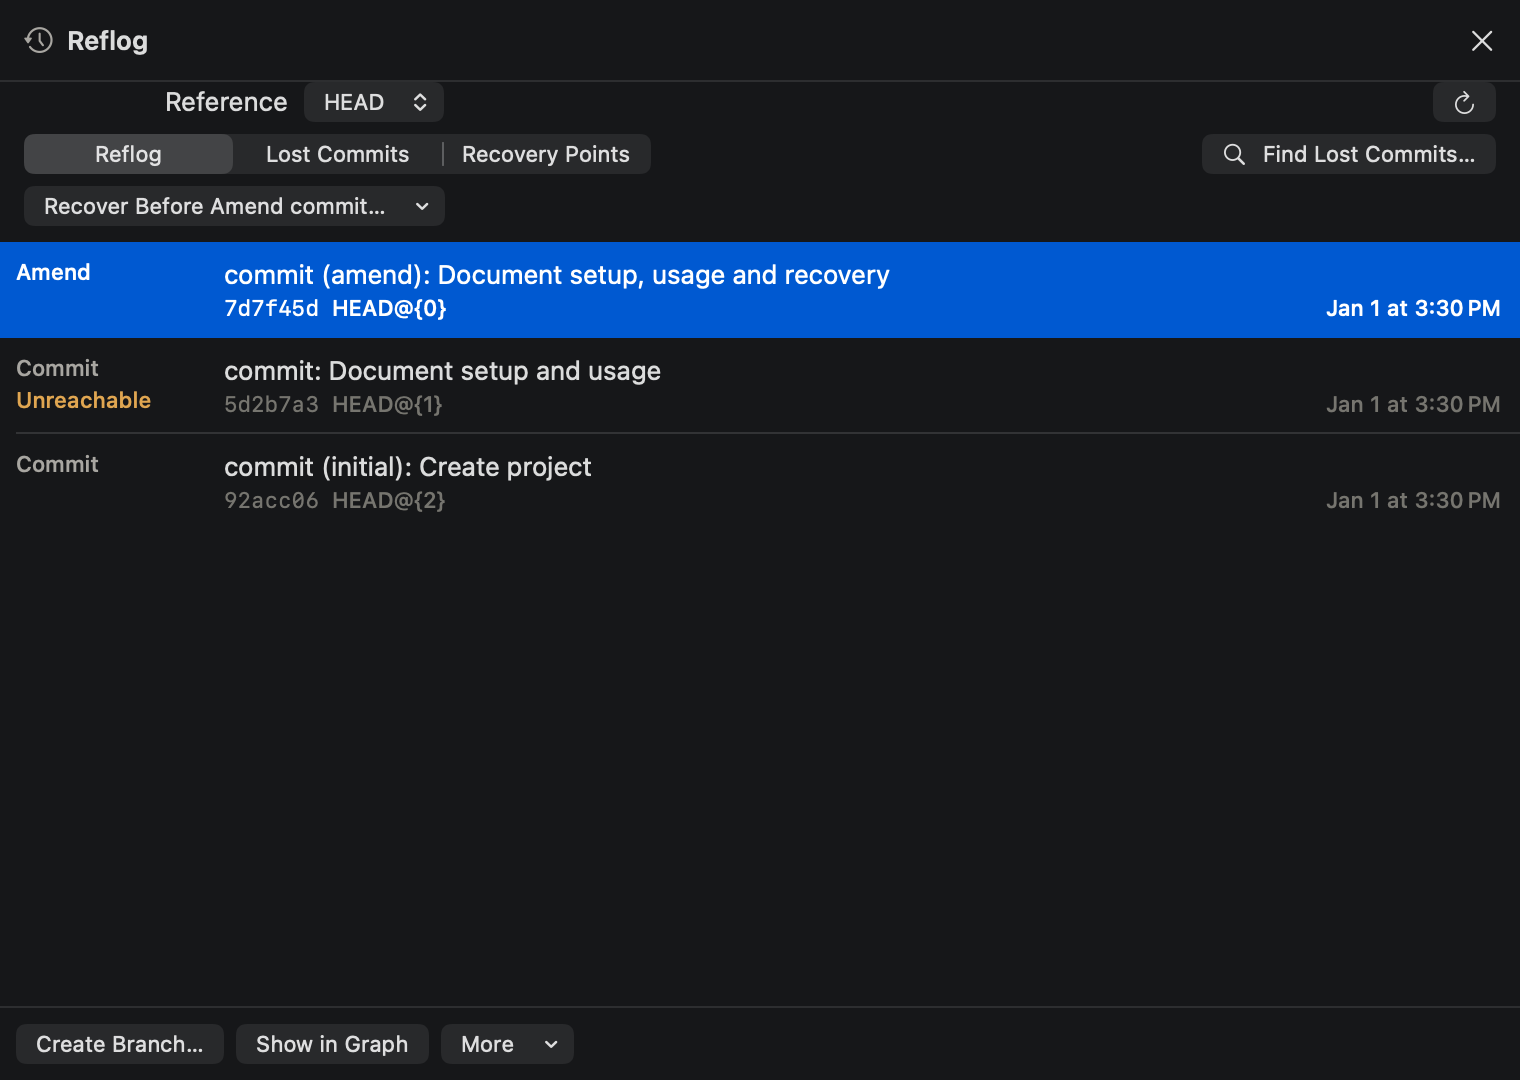 Reflog
Reference HEAD
Reflog Lost Commits Recovery Points Find Lost Commits...
Recover Before Amend commit...
Amend commit (amend): Document setup, usage and recovery
7d7f45d HEAD@{0} Jan 1 at 3:30 PM
Commit commit: Document setup and usage
Unreachable 5d2b7a3 HEAD@{1} Jan 1 at 3:30 PM
Commit commit (initial): Create project
92acc06 HEAD@{2} Jan 1 at 3:30 PM
Create Branch... Show in Graph More